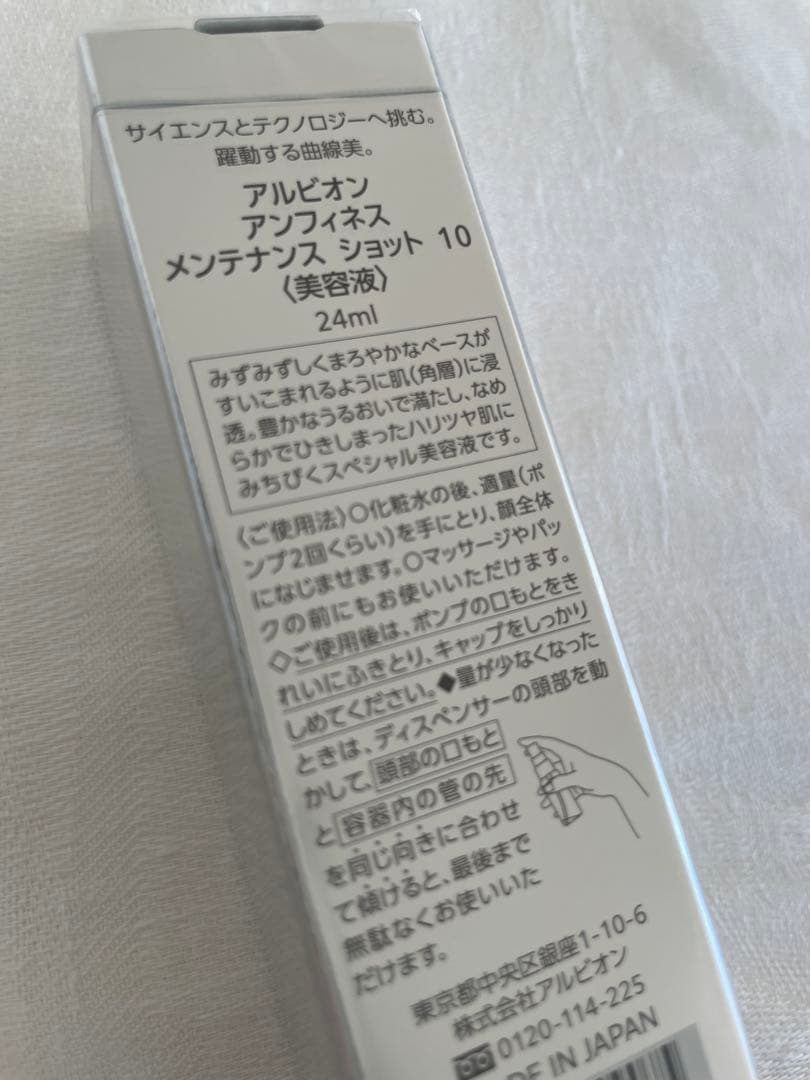 サイエンスとテクノロジーへ挑む。
躍動する曲線美。
アルビオン
アンフィネス
メンテナンス ショット 10
〈美容液〉
24ml
みずみずしくまろやかなベースが
すいこまれるように肌(角層)に浸
透。豊かなうるおいで満たし、なめ
らかでひきしまったハリツヤ肌に
みちびくスペシャル美容液です。
〈ご使用法〉○化粧水の後、適量(ポ
ンプ2回くらい)を手にとり、顔全体
になじませます。○マッサージやパッ
クの前にもお使いいただけます。
◇ご使用後は、ポンプの口もとをき
れいにふきとり、キャップをしっかり
しめてください。◆量が少なくなった
ときは、ディスペンサーの頭部を動
かして、頭部の口もと
と容器内の管の先
を同じ向きに合わせ
て傾けると、最後まで
無駄なくお使いいた
だけます。
東京都中央区銀座1-10-6
株式会社アルビオン
0120-114-225
DE IN JAPAN